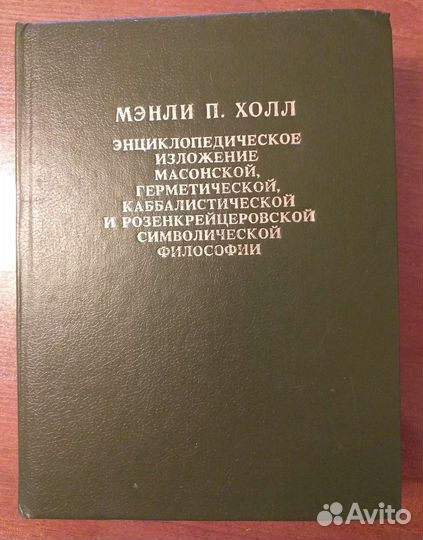 МЭНЛИ П. ХОЛЛ
ЭНЦИКЛОПЕДИЧЕСКОЕ
ИЗЛОЖЕНИЕ
МАСОНСКОЙ,
ГЕРМЕТИЧЕСКОЙ,
КАББАЛИСТИЧЕСКОЙ
И РОЗЕНКРЕЙЦЕРОВСКОЙ
СИМВОЛИЧЕСКОЙ
ФИЛОСОФИИ
Avito